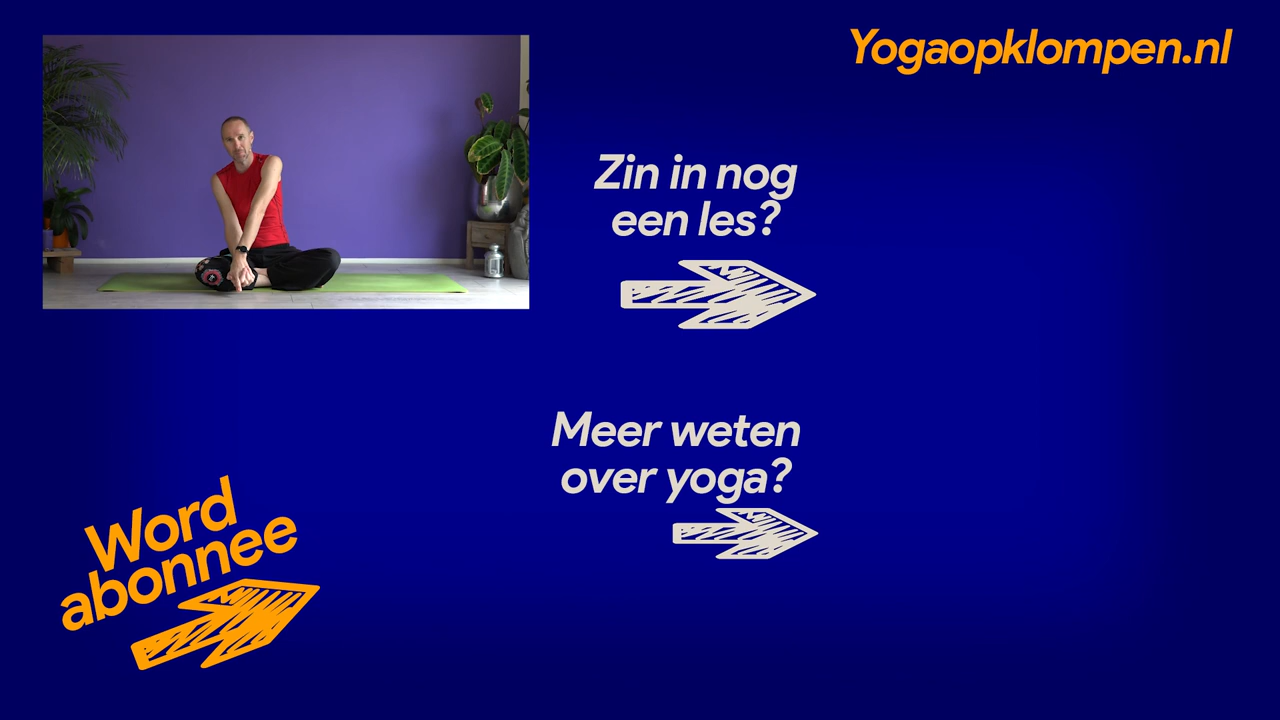 Yogaopklompen.nl
Zin in nog
een les?
Meer weten
over yoga?
Word
abonnee